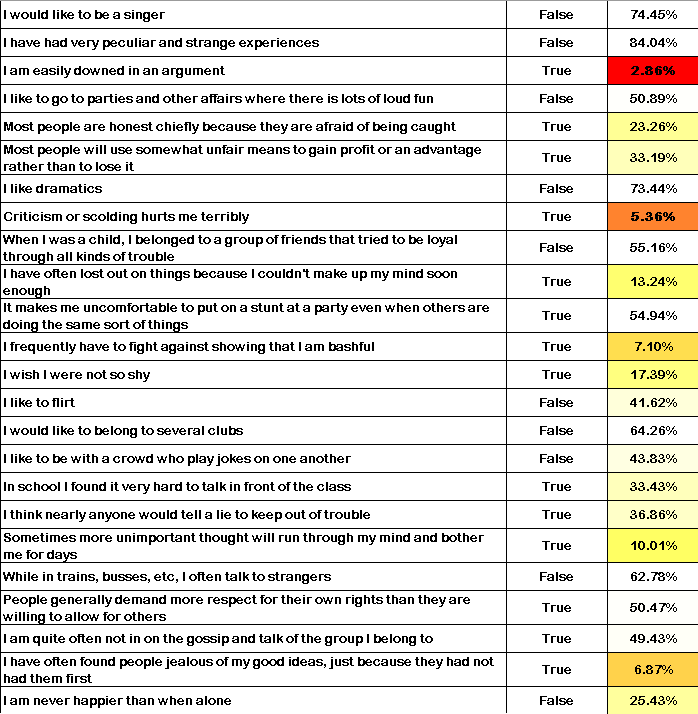 I would like to be a singer False 74.45%
I have had very peculiar and strange experiences False 84.04%
I am easily downed in an argument True 2.86%
I like to go to parties and other affairs where there is lots of loud fun False 50.89%
Most people are honest chiefly because they are afraid of being caught True 23.26%
Most people will use somewhat unfair means to gain profit or an advantage
rather than to lose it True 33.19%
I like dramatics False 73.44%
Criticism or scolding hurts me terribly True 5.36%
When I was a child, I belonged to a group of friends that tried to be loyal
through all kinds of trouble False 55.16%
I have often lost out on things because I couldn't make up my mind soon
enough True 13.24%
It makes me uncomfortable to put on a stunt at a party even when others are
doing the same sort of things True 54.94%
I frequently have to fight against showing that I am bashful True 7.10%
I wish I were not so shy True 17.39%
I like to flirt False 41.62%
I would like to belong to several clubs False 64.26%
I like to be with a crowd who play jokes on one another False 43.83%
In school I found it very hard to talk in front of the class True 33.43%
I think nearly anyone would tell a lie to keep out of trouble True 36.86%
Sometimes more unimportant thought will run through my mind and bother
me for days True 10.01%
While in trains, busses, etc, I often talk to strangers False 62.78%
People generally demand more respect for their own rights than they are
willing to allow for others True 50.47%
I am quite often not in on the gossip and talk of the group I belong to True 49.43%
I have often found people jealous of my good ideas, just because they had not
had them first True 6.87%
I am never happier than when alone False 25.43%